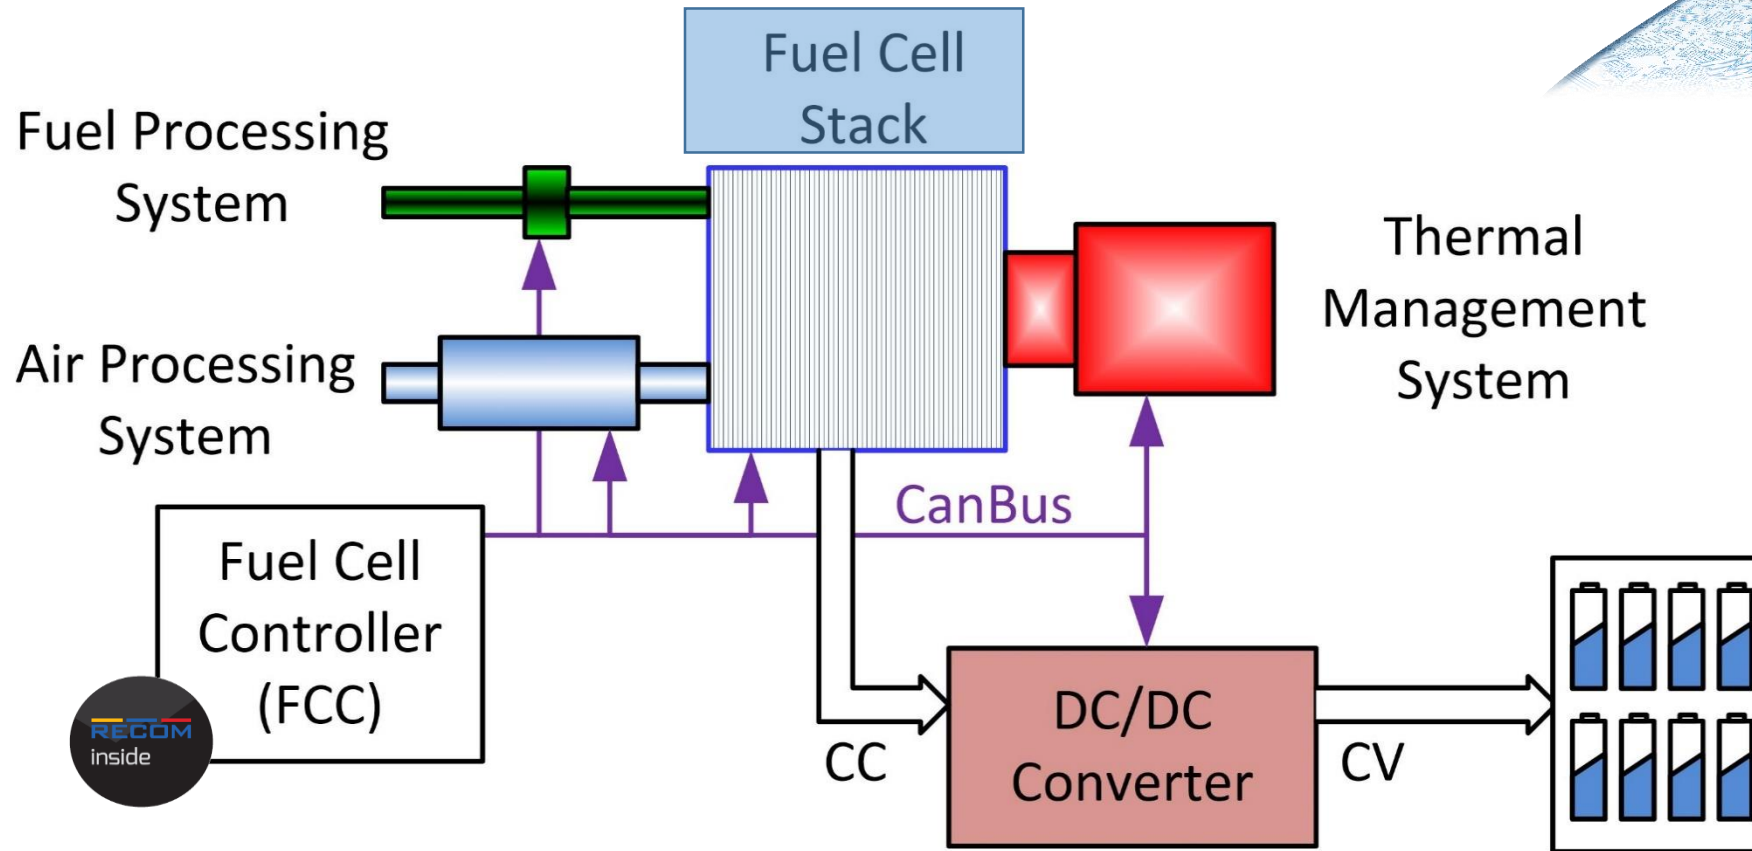 Fuel Cell
Stack
Fuel Processing
System
Thermal
Management
System
Air Processing
System
CanBus
Fuel Cell
Controller
(FCC)
RECOM
inside
CC
DC/DC
Converter
CV